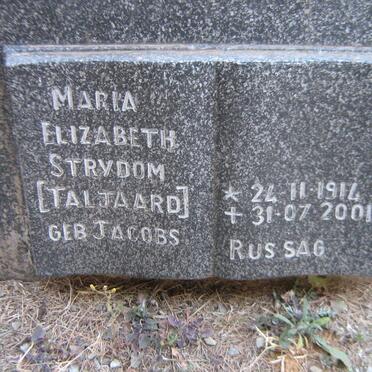 MARIA
ELIZABETH
STRYDOM
[TALJAARD]
GEB JACOBS
* 24·11·1914
+ 31·07·2001
RUS SAG